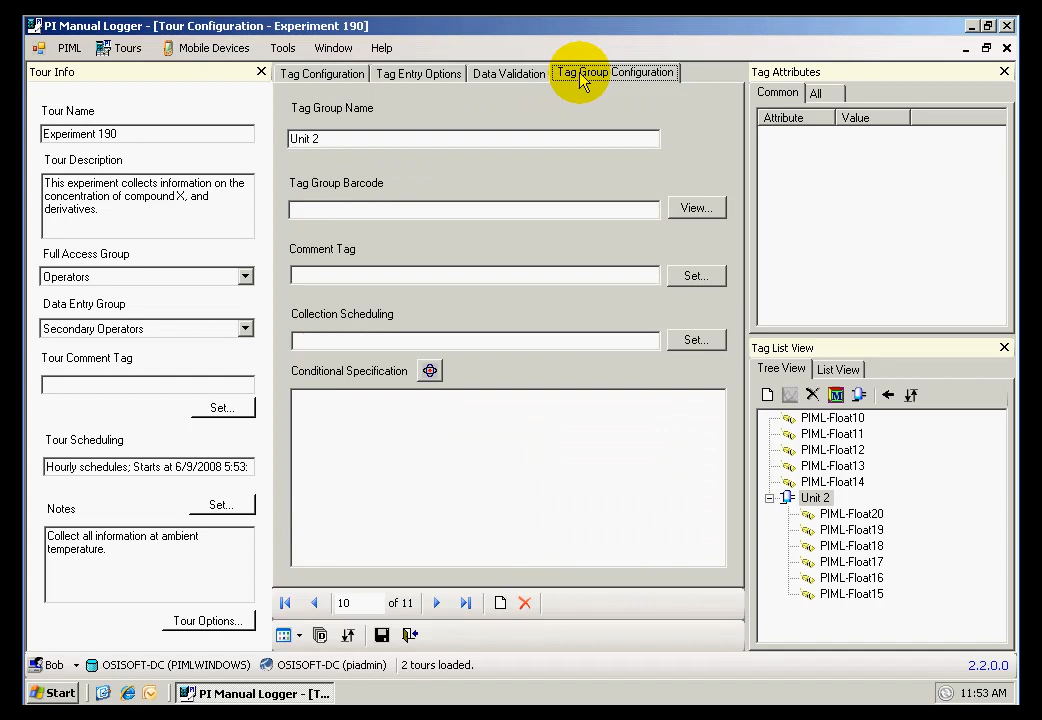 PI Manual Logger - [Tour Configuration - Experiment 190]
PIML Tours Mobile Devices Tools Window Help
Tour Info
Tour Name
Experiment 190
Tour Description
This experiment collects information on the
concentration of compound X, and
derivatives.
Full Access Group
Operators
Data Entry Group
Secondary Operators
Tour Comment Tag
Set...
Tour Scheduling
Hourly schedules; Starts at 6/9/2008 5:53:
Notes
Set...
Collect all information at ambient
temperature.
Tour Options...
Tag Configuration Tag Entry Options Data Validation Tag Group Configuration
Tag Group Name
Unit 2
Tag Group Barcode
View...
Comment Tag
Set...
Collection Scheduling
Set...
Conditional Specification
10 of 11
Tag Attributes
Common All
Attribute Value
Tag List View
Tree View List View
PIML-Float10
PIML-Float11
PIML-Float12
PIML-Float13
PIML-Float14
Unit 2
PIML-Float20
PIML-Float19
PIML-Float18
PIML-Float17
PIML-Float16
PIML-Float15
Bob OSISOFT-DC (PIMLWINDOWS) OSISOFT-DC (piadmin) 2 tours loaded. 2.2.0.0
Start PI Manual Logger - [T... 11:53 AM